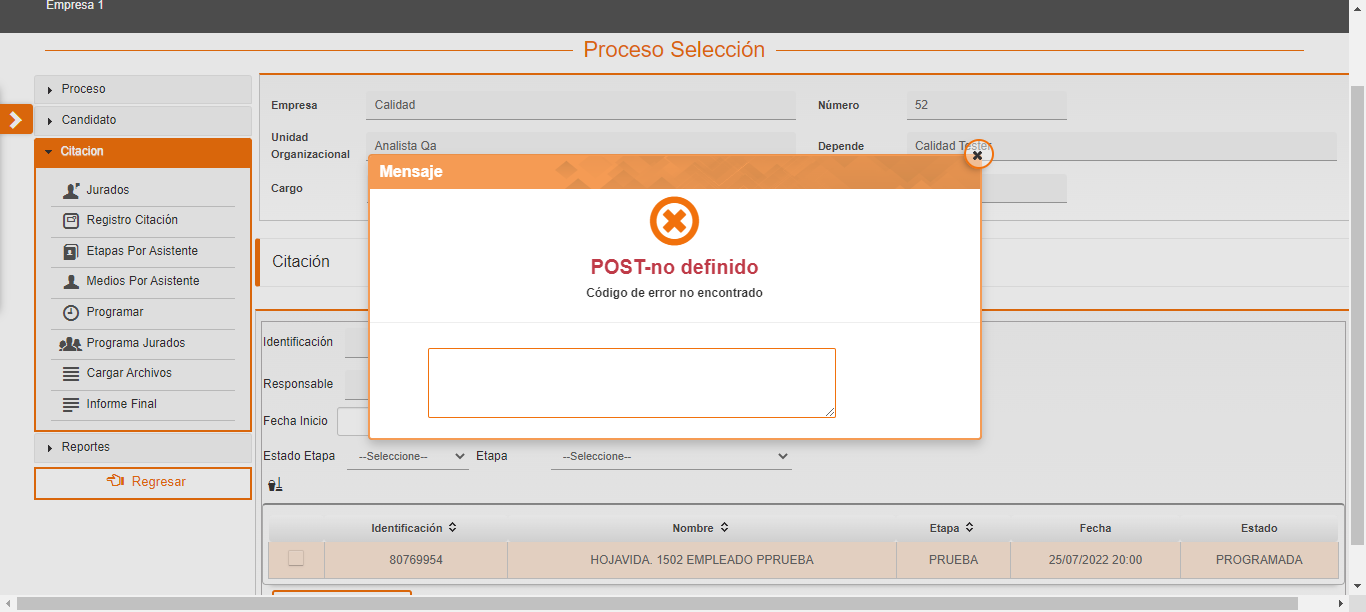 Empresa 1
Proceso Selección
Proceso
Candidato
Citacion
Jurados
Registro Citación
Etapas Por Asistente
Medios Por Asistente
Programar
Programa Jurados
Cargar Archivos
Informe Final
Reportes
Regresar
Empresa Calidad Número 52
Unidad Organizacional Analista Qa Depende Calidad Tester
Cargo
Mensaje
POST-no definido
Código de error no encontrado
Citación
Identificación
Responsable
Fecha Inicio
Estado Etapa --Seleccione-- Etapa --Seleccione--
Identificación Nombre Etapa Fecha Estado
80769954 HOJAVIDA. 1502 EMPLEADO PPRUEBA PRUEBA 25/07/2022 20:00 PROGRAMADA